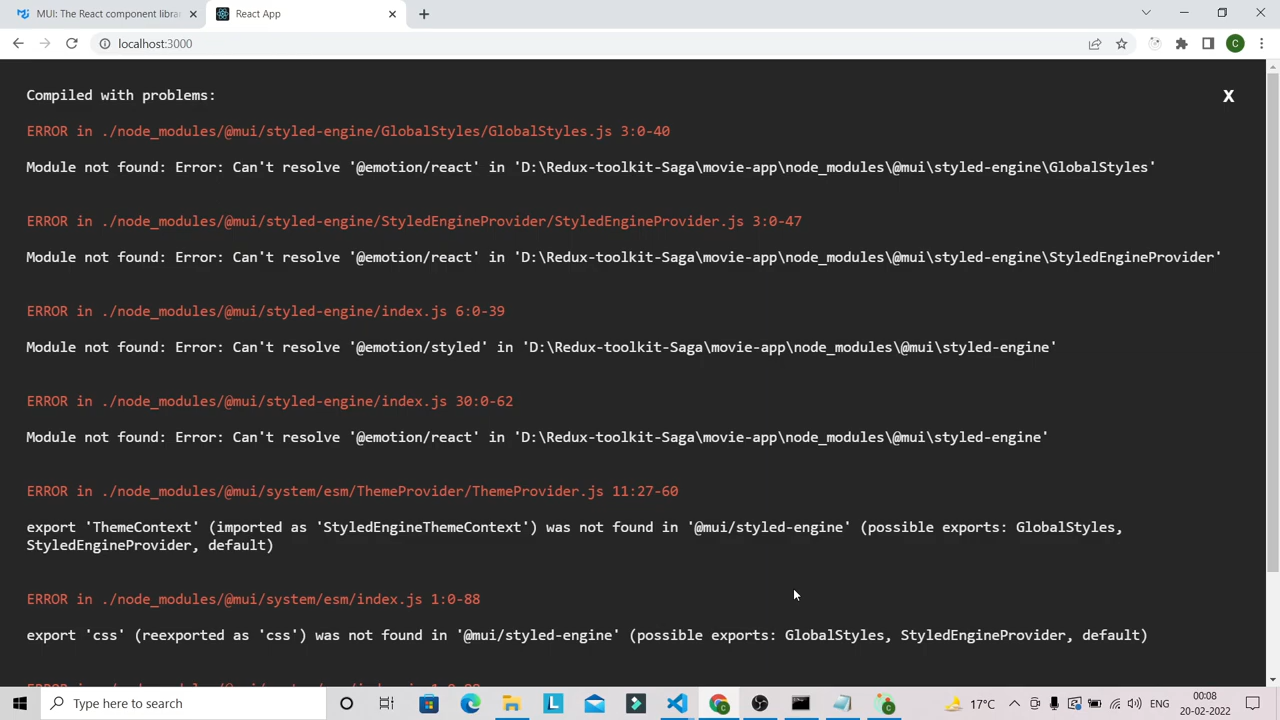 MUI: The React component libra
React App
localhost:3000
C
Compiled with problems:
X
ERROR in ./node_modules/@mui/styled-engine/GlobalStyles/GlobalStyles.js 3:0-40
Module not found: Error: Can't resolve '@emotion/react' in 'D:\Redux-toolkit-Saga\movie-app\node_modules\@mui\styled-engine\GlobalStyles'
ERROR in ./node_modules/@mui/styled-engine/StyledEngineProvider/StyledEngineProvider.js 3:0-47
Module not found: Error: Can't resolve '@emotion/react' in 'D:\Redux-toolkit-Saga\movie-app\node_modules\@mui\styled-engine\StyledEngineProvider'
ERROR in ./node_modules/@mui/styled-engine/index.js 6:0-39
Module not found: Error: Can't resolve '@emotion/styled' in 'D:\Redux-toolkit-Saga\movie-app\node_modules\@mui\styled-engine'
ERROR in ./node_modules/@mui/styled-engine/index.js 30:0-62
Module not found: Error: Can't resolve '@emotion/react' in 'D:\Redux-toolkit-Saga\movie-app\node_modules\@mui\styled-engine'
ERROR in ./node_modules/@mui/system/esm/ThemeProvider/ThemeProvider.js 11:27-60
export 'ThemeContext' (imported as 'StyledEngineThemeContext') was not found in '@mui/styled-engine' (possible exports: GlobalStyles,
StyledEngineProvider, default)
ERROR in ./node_modules/@mui/system/esm/index.js 1:0-88
export 'css' (reexported as 'css') was not found in '@mui/styled-engine' (possible exports: GlobalStyles, StyledEngineProvider, default)
Type here to search
17°C
ENG
00:08
20-02-2022